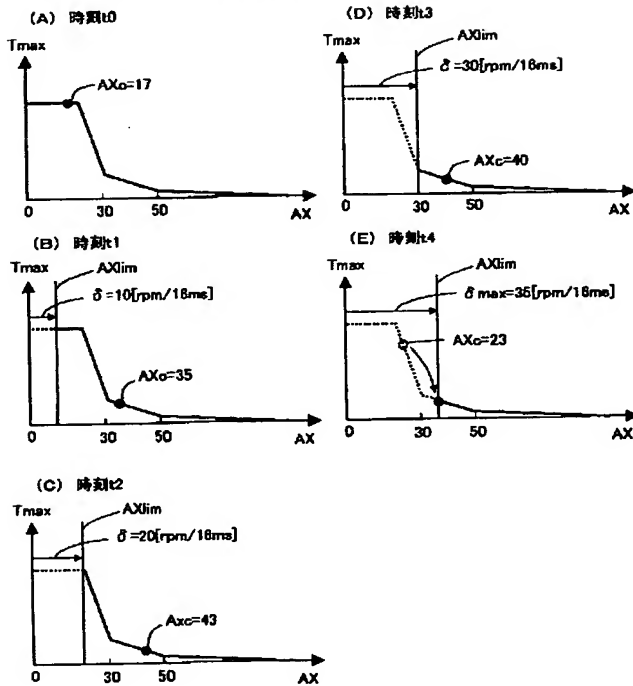 (A) 時刻t0
Tmax
AXc=17
0
30
50
AX
(B) 時刻t1
Tmax
AXlim
δ=10[rpm/16ms]
AXc=35
0
30
50
AX
(C) 時刻t2
Tmax
AXlim
δ=20[rpm/16ms]
Axc=43
0
30
50
AX
(D) 時刻t3
Tmax
AXlim
δ=30[rpm/16ms]
AXc=40
0
30
50
AX
(E) 時刻t4
Tmax
AXlim
δmax=35[rpm/16ms]
AXc=23
0
30
50
AX